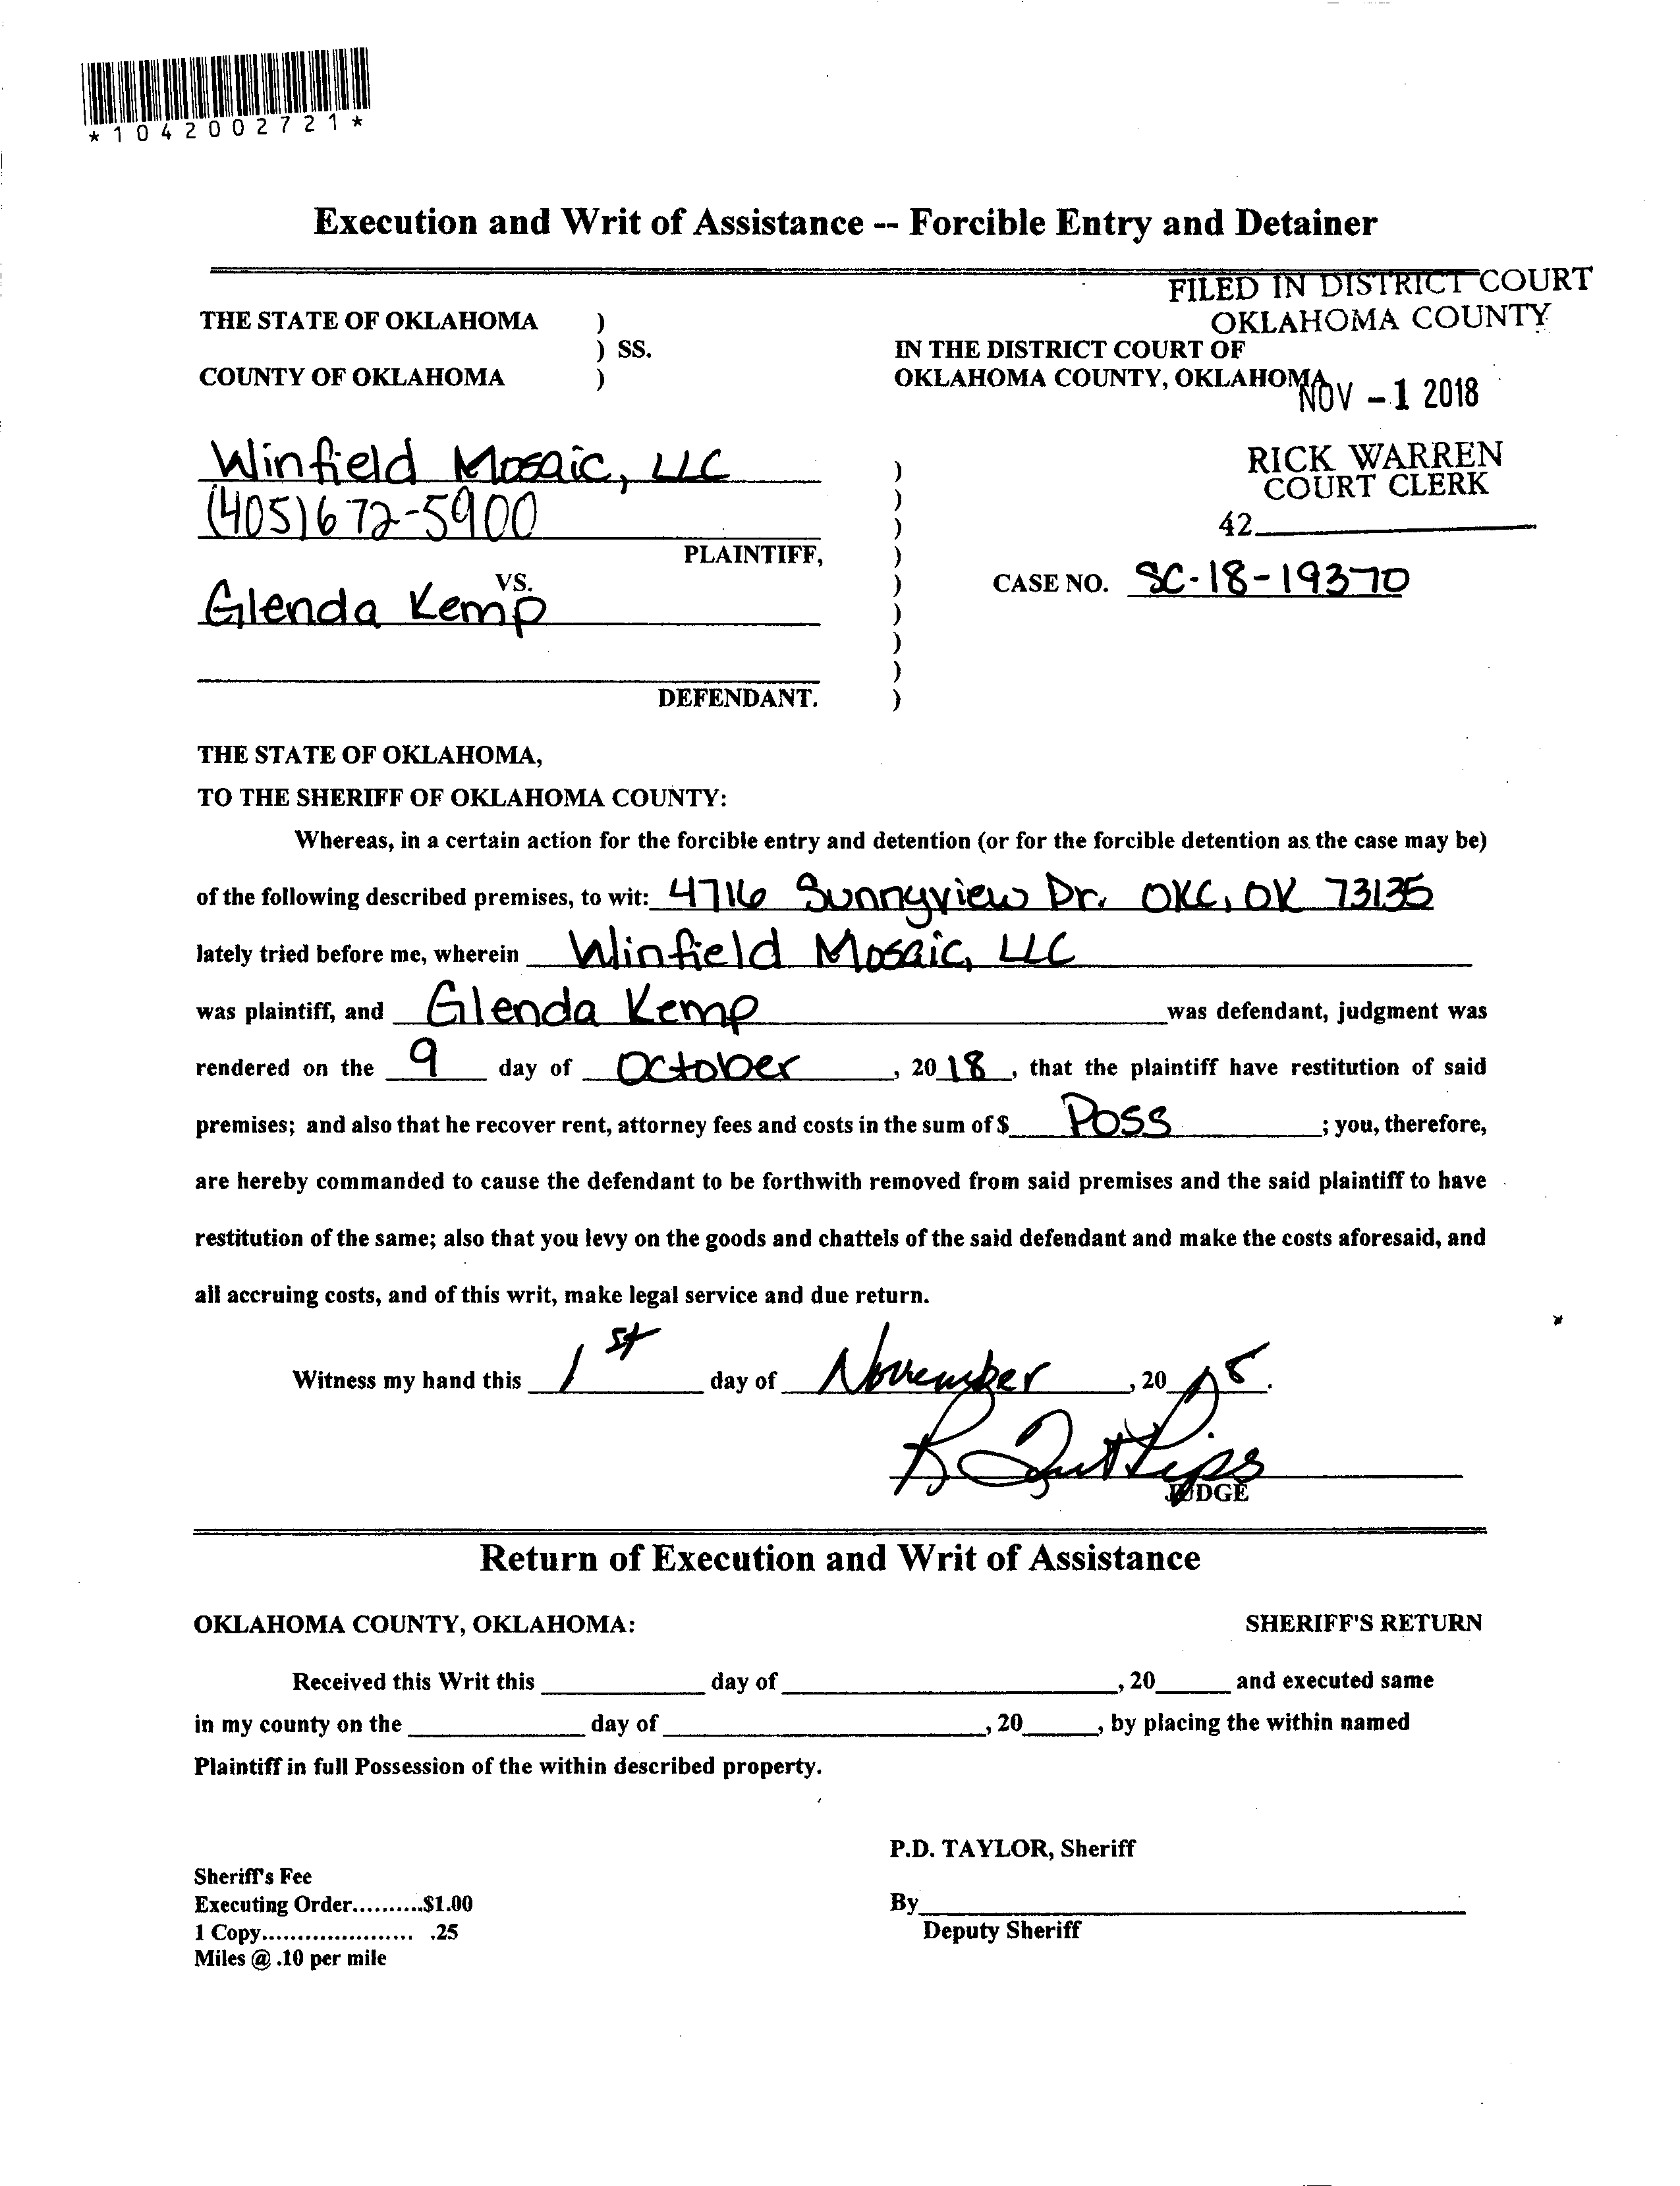 *1042002721*
Execution and Writ of Assistance -- Forcible Entry and Detainer
FILED IN DISTRICT COURT
OKLAHOMA COUNTY
THE STATE OF OKLAHOMA )
) SS.
COUNTY OF OKLAHOMA )
IN THE DISTRICT COURT OF
OKLAHOMA COUNTY, OKLAHOMA
NOV - 1 2018
RICK WARREN
COURT CLERK
42
Winfield Mosaic, LLC )
(405)672-5900 )
)
PLAINTIFF, )
VS. )
CASE NO. SC-18-19370
Glenda Kemp )
)
)
DEFENDANT. )
THE STATE OF OKLAHOMA,
TO THE SHERIFF OF OKLAHOMA COUNTY:
Whereas, in a certain action for the forcible entry and detention (or for the forcible detention as the case may be)
of the following described premises, to wit: 4716 Sunnyview Dr. OKC, OK 73135
lately tried before me, wherein Winfield Mosaic, LLC
was plaintiff, and Glenda Kemp was defendant, judgment was
rendered on the 9 day of October, 2018, that the plaintiff have restitution of said
premises; and also that he recover rent, attorney fees and costs in the sum of $ Poss ; you, therefore,
are hereby commanded to cause the defendant to be forthwith removed from said premises and the said plaintiff to have
restitution of the same; also that you levy on the goods and chattels of the said defendant and make the costs aforesaid, and
all accruing costs, and of this writ, make legal service and due return.
Witness my hand this 1st day of November, 2018.
JUDGE
Return of Execution and Writ of Assistance
OKLAHOMA COUNTY, OKLAHOMA: SHERIFF'S RETURN
Received this Writ this ____ day of ____, 20____ and executed same
in my county on the ____ day of ____, 20____, by placing the within named
Plaintiff in full Possession of the within described property.
P.D. TAYLOR, Sheriff
Sheriff's Fee
Executing Order..........$1.00
By____
1 Copy..................... .25
Deputy Sheriff
Miles @ .10 per mile